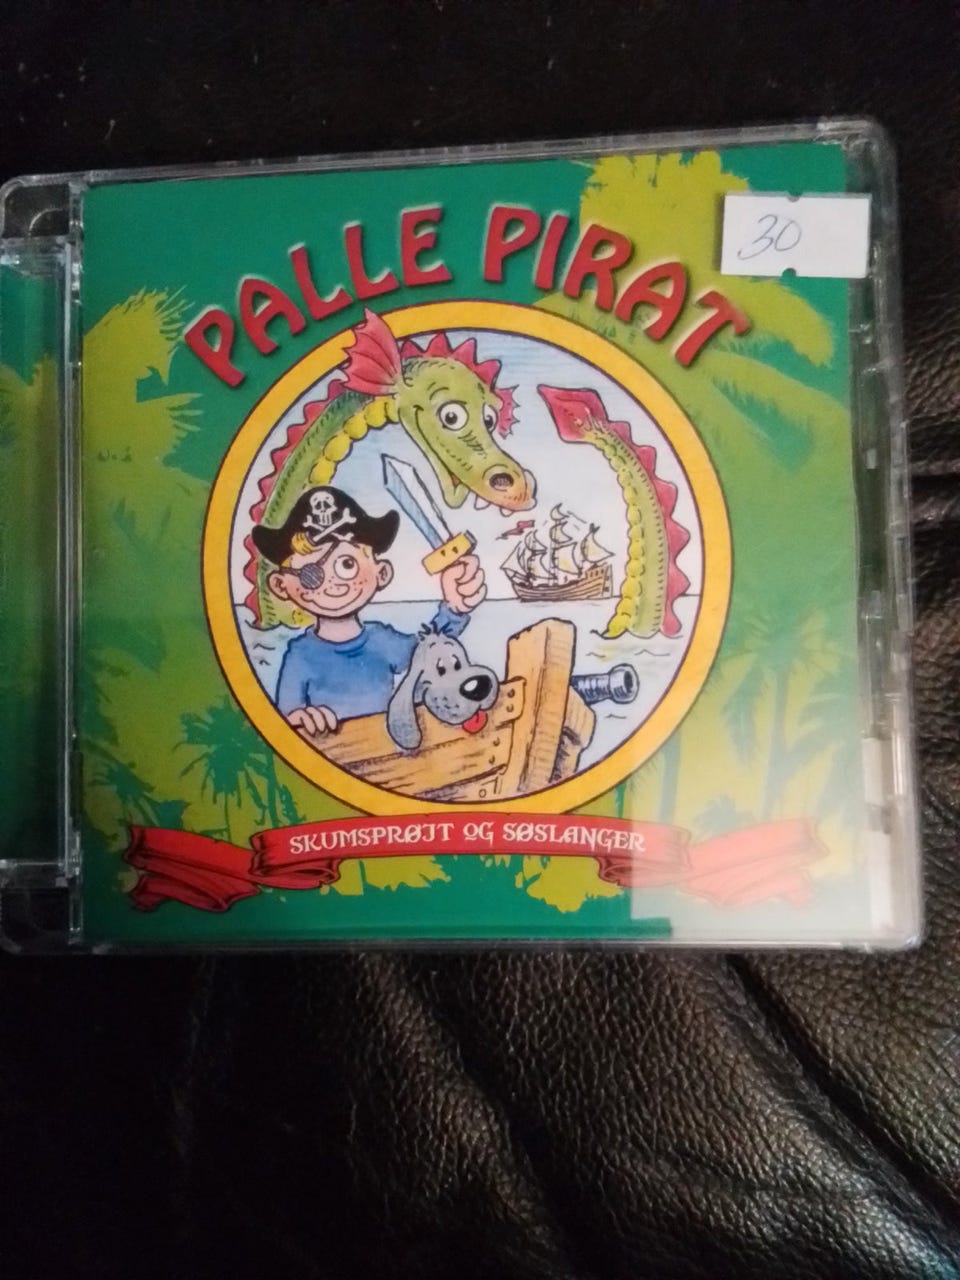 PALLE PIRAT
30
SKUMSPRØJT OG SØSLANGER